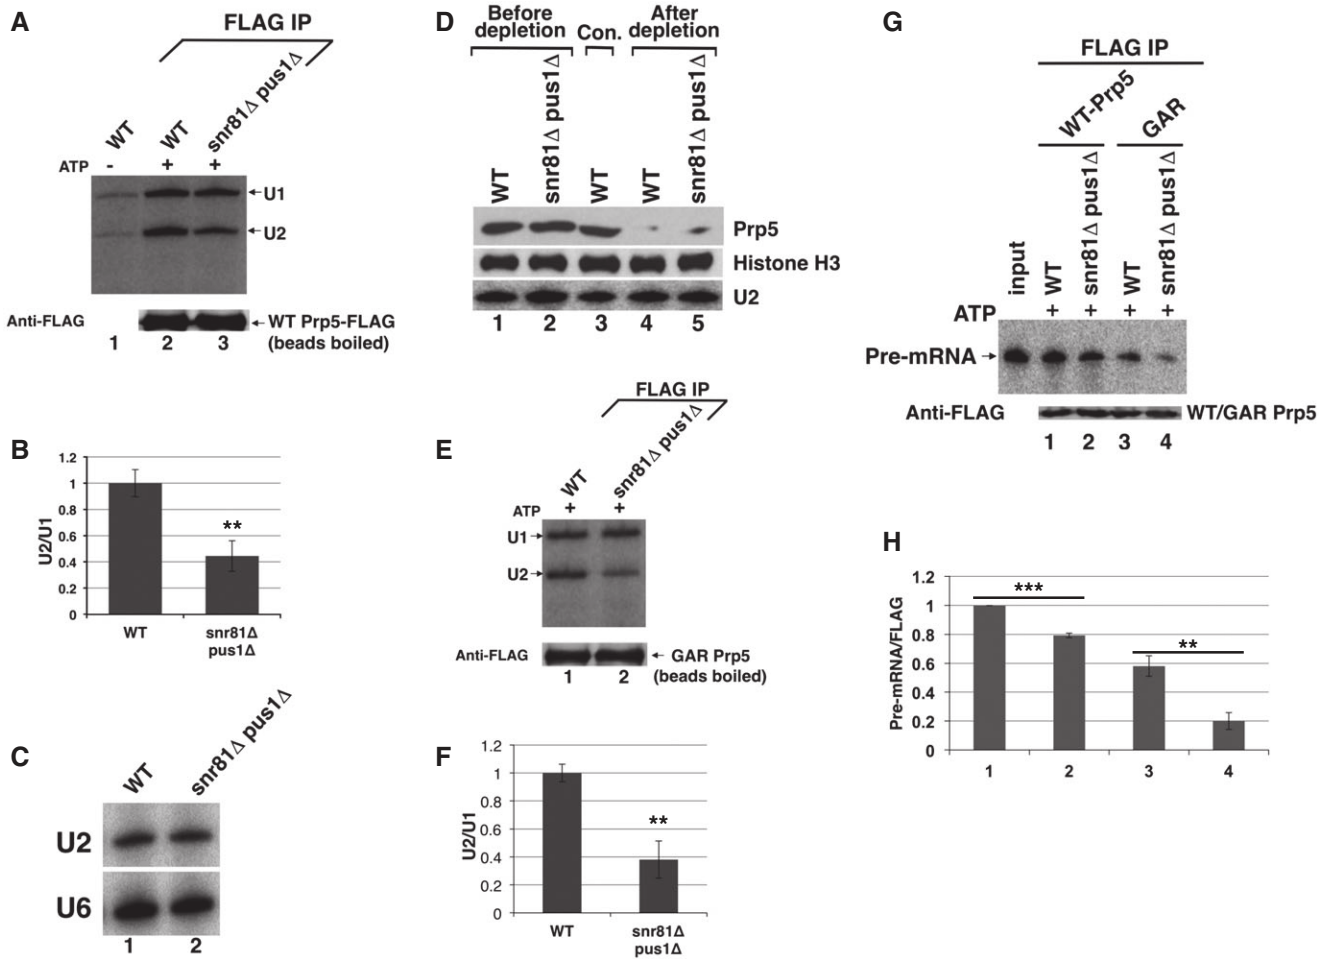 A
FLAG IP
WT
WT
snr81Δ pus1Δ
ATP - + +
U1
U2
Anti-FLAG
WT Prp5-FLAG
(beads boiled)
1 2 3
B
1.2
1
0.8
0.6
0.4
0.2
0
U2/U1
**
WT
snr81Δ
pus1Δ
C
WT
snr81Δ pus1Δ
U2
U6
1 2
D
Before
depletion
Con.
After
depletion
WT
snr81Δ pus1Δ
WT
WT
snr81Δ pus1Δ
Prp5
Histone H3
U2
1 2 3 4 5
E
FLAG IP
WT
snr81Δ pus1Δ
ATP + +
U1
U2
Anti-FLAG
GAR Prp5
(beads boiled)
1 2
F
1.2
1
0.8
0.6
0.4
0.2
0
U2/U1
**
WT
snr81Δ
pus1Δ
G
FLAG IP
WT-Prp5
GAR
input
WT
snr81Δ pus1Δ
WT
snr81Δ pus1Δ
ATP + + + +
Pre-mRNA
Anti-FLAG
WT/GAR Prp5
1 2 3 4
H
1.2
1
0.8
0.6
0.4
0.2
0
Pre-mRNA/FLAG
***
**
1 2 3 4